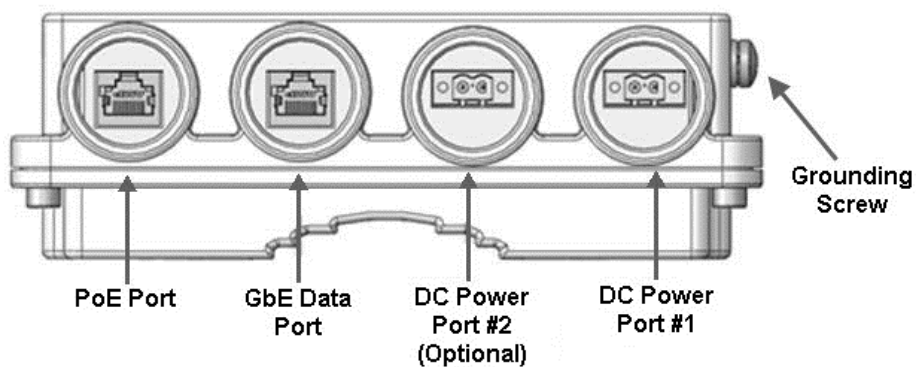 Grounding
Screw
PoE Port
GbE Data
Port
DC Power
Port #2
(Optional)
DC Power
Port #1